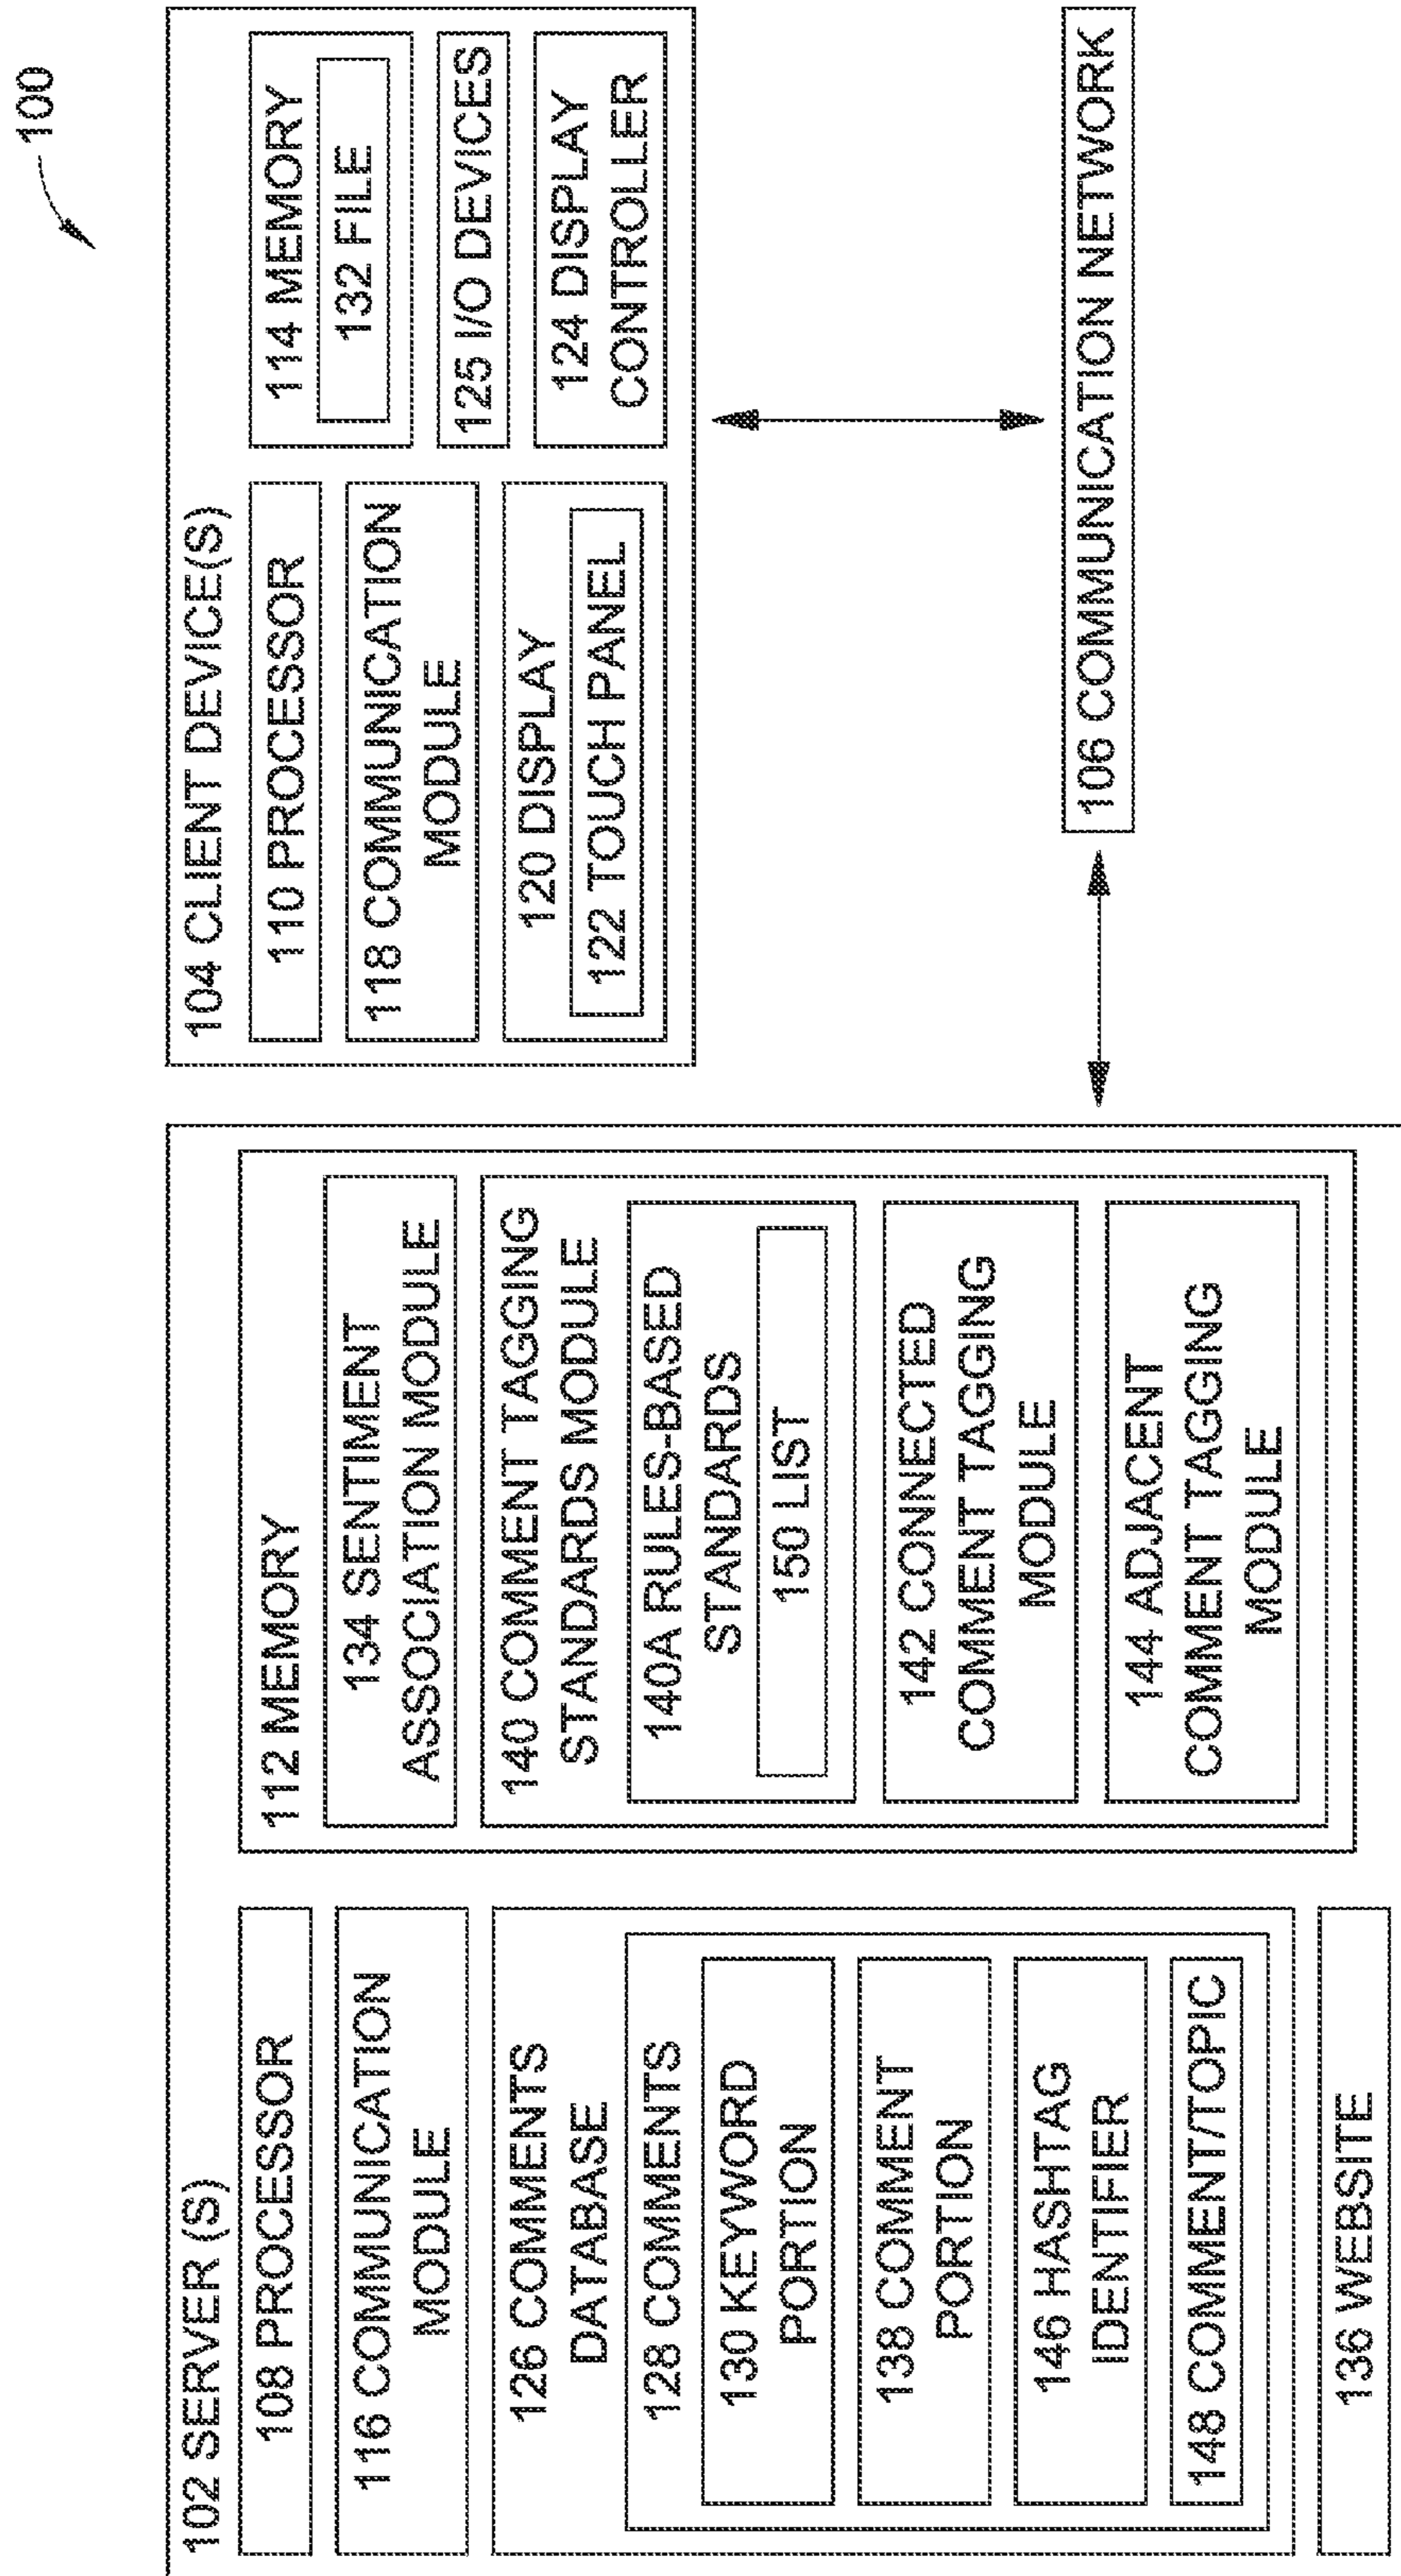 100
102 SERVER (S)
108 PROCESSOR
116 COMMUNICATION
MODULE
126 COMMENTS
DATABASE
128 COMMENTS
130 KEYWORD
PORTION
138 COMMENT
PORTION
146 HASHTAG
IDENTIFIER
148 COMMENT/TOPIC
136 WEBSITE
112 MEMORY
134 SENTIMENT
ASSOCIATION MODULE
140 COMMENT TAGGING
STANDARDS MODULE
140A RULES-BASED
STANDARDS
150 LIST
142 CONNECTED
COMMENT TAGGING
MODULE
144 ADJACENT
COMMENT TAGGING
MODULE
104 CLIENT DEVICE(S)
110 PROCESSOR
118 COMMUNICATION
MODULE
120 DISPLAY
122 TOUCH PANEL
114 MEMORY
132 FILE
125 I/O DEVICES
124 DISPLAY
CONTROLLER
106 COMMUNICATION NETWORK